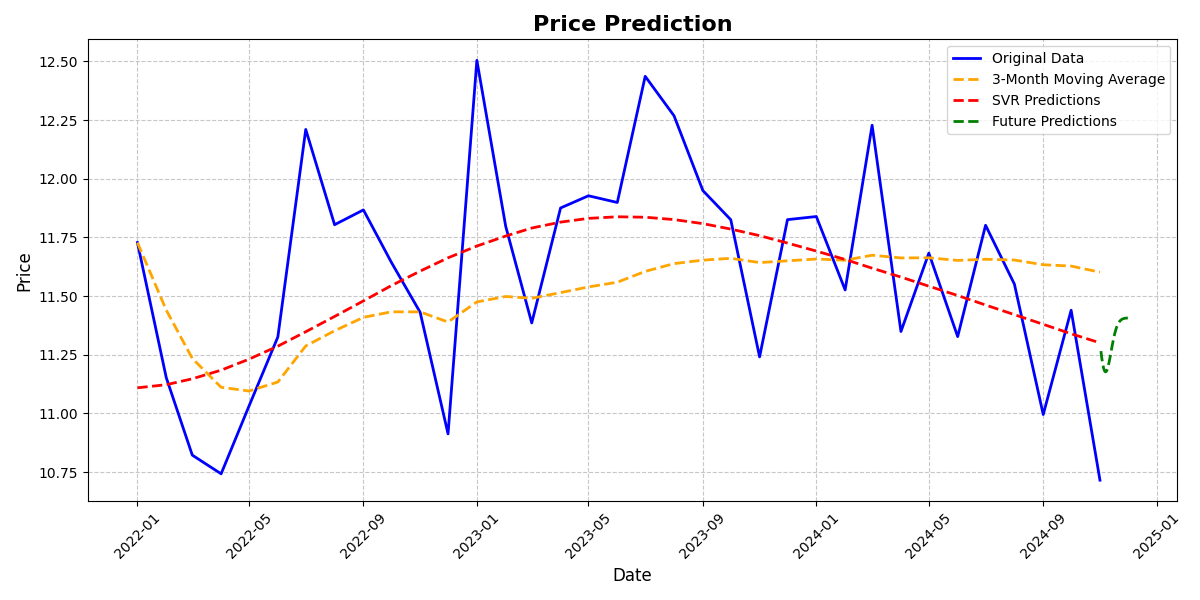 Price Prediction
Original Data
3-Month Moving Average
SVR Predictions
Future Predictions
Price
12.50
12.25
12.00
11.75
11.50
11.25
11.00
10.75
2022-01
2022-05
2022-09
2023-01
2023-05
2023-09
2024-01
2024-05
2024-09
2025-01
Date